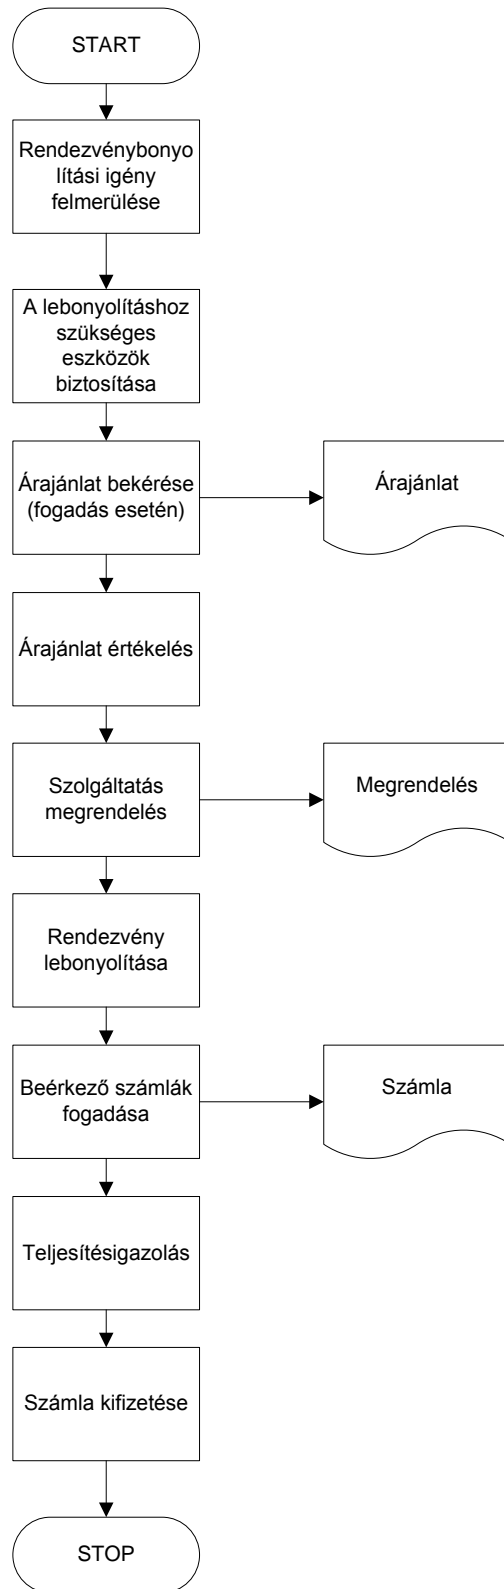 START
Rendezvénybonyo
lítási igény
felmerülése
A lebonyolításhoz
szükséges
eszközök
biztosítása
Árajánlat bekérése
(fogadás esetén)
Árajánlat
Árajánlat értékelés
Szolgáltatás
megrendelés
Megrendelés
Rendezvény
lebonyolítása
Beérkező számlák
fogadása
Számla
Teljesítésigazolás
Számla kifizetése
STOP